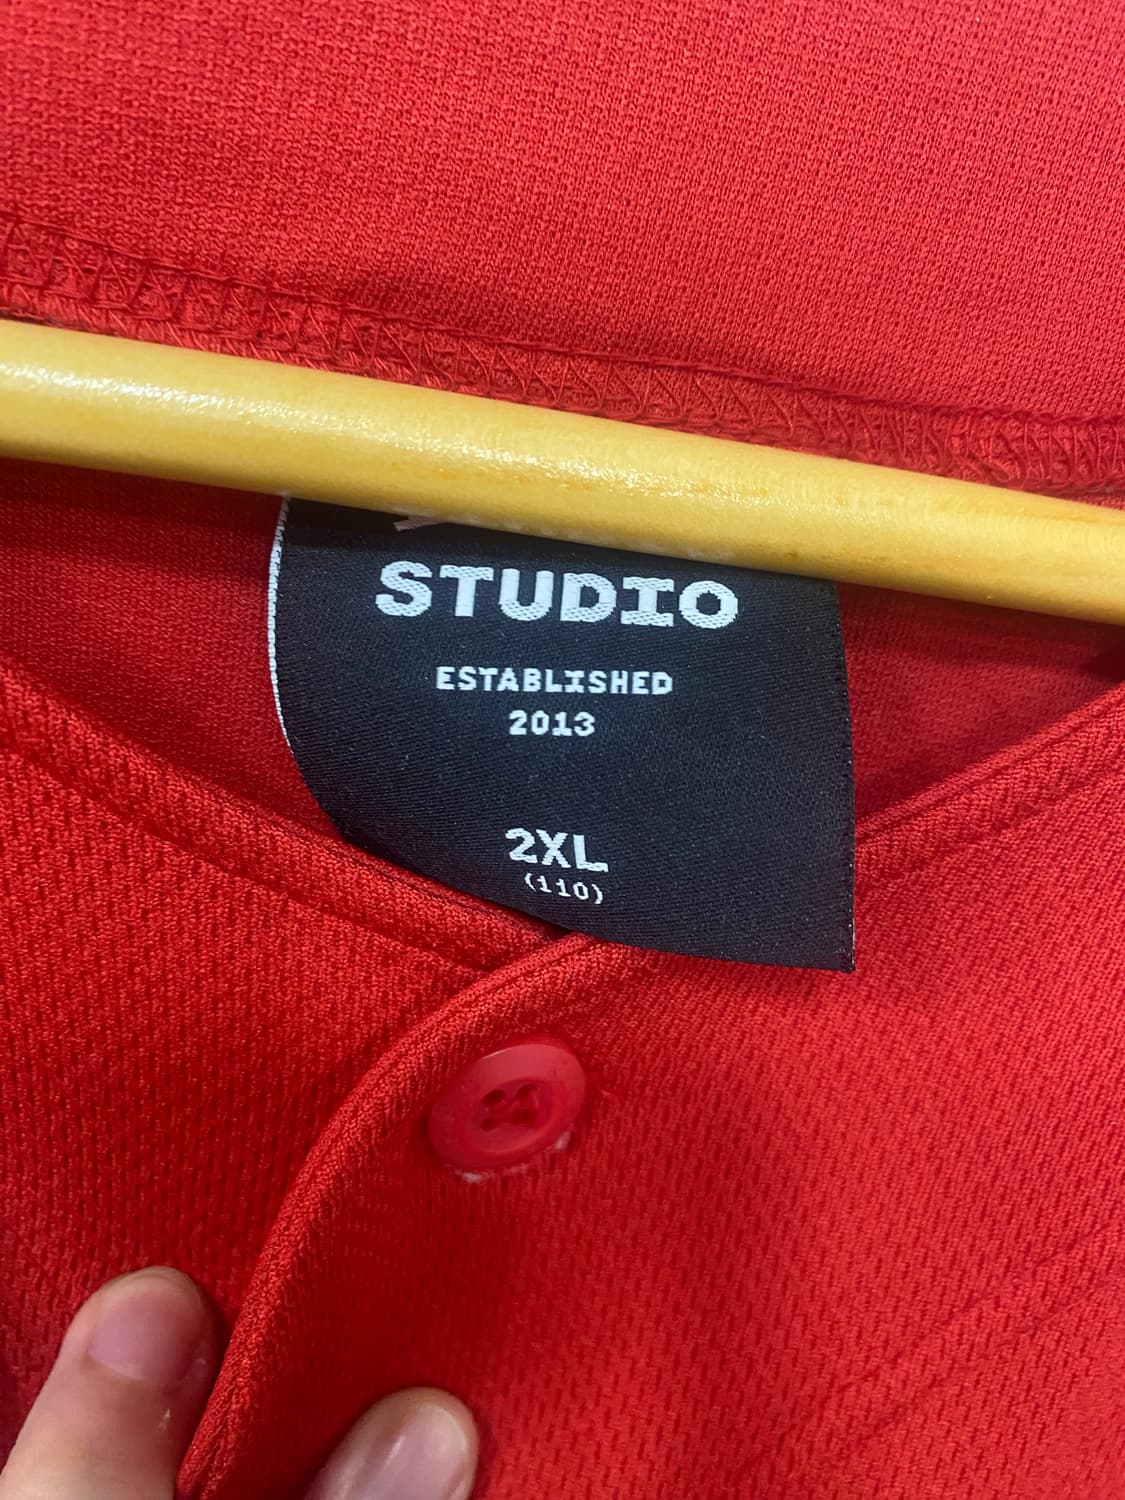 STUDIO
ESTABLISHED
2013
2XL
(110)